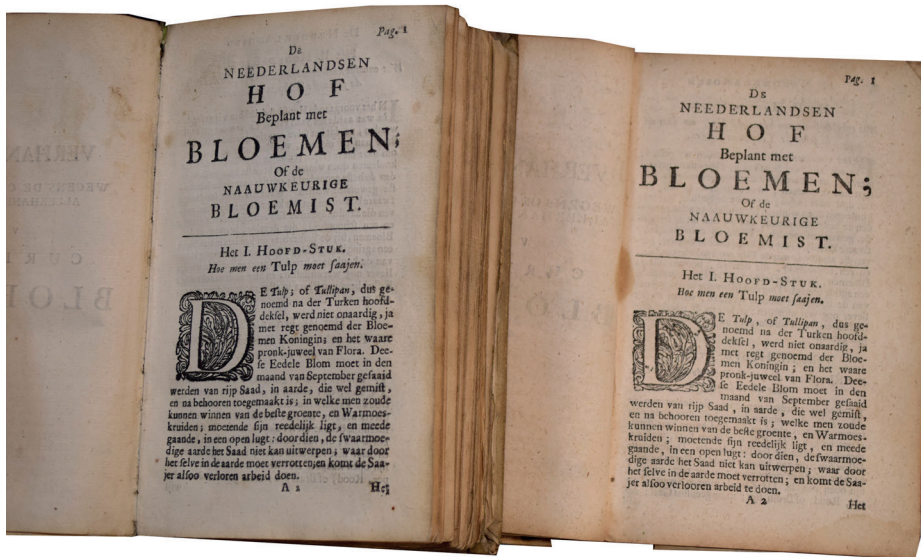 Pag. 1
De
NEEDERLANDSEN
HOF
Beplant met
BLOEMEN;
Of de
NAAUWKEURIGE
BLOEMIST.
Het I. HOOFD-STUK.
Hoe men een Tulp moet ſaajen.
DE Tulp; of Tullipan, dus ge-
noemd na der Turken hoofd-
dekſel, werd niet onaardig, ja
met regt genoemd der Bloe-
men Koningin; en het waare
pronk-juweel van Flora. Dee-
ſe Eedele Blom moet in den
maand van September geſaaid
werden van rijp Saad, in aarde, die wel gemiſt,
en na behooren toegemaakt is; in welke men zoude
kunnen winnen van de beſte groente, en Warmoes-
kruiden; moetende ſijn reedelijk ligt, en meede
gaande, in een open lugt: door dien, de ſwaarmoe-
dige aarde het Saad niet kan uitwerpen; waar door
het ſelve in de aarde moet verrotten; en komt de Saa-
jer alſoo verloren arbeid doen.
A 2 Het
Pag. 1
De
NEEDERLANDSEN
HOF
Beplant met
BLOEMEN;
Of de
NAAUWKEURIGE
BLOEMIST.
Het I. HOOFD-STUK.
Hoe men een Tulp moet ſaajen.
DE Tulp, of Tullipan, dus ge-
noemd na der Turken hoofd-
dekſel, werd niet onaardig, ja
met regt genoemd der Bloe-
men Koningin; en het waare
pronk-juweel van Flora. Dee-
ſe Eedele Blom moet in den
maand van September geſaaid
werden van rijp Saad, in aarde, die wel gemiſt,
en na behooren toegemaakt is; welke men zoude
kunnen winnen van de beſte groente, en Warmoes-
kruiden; moetende ſijn reedelijk ligt, en meede
gaande, in een open lugt: door dien, de ſwaarmoe-
dige aarde het Saad niet kan uitwerpen; waar door
het ſelve in de aarde moet verrotten; en komt de Saa-
jer alſoo verlooren arbeid te doen.
A 2 Het